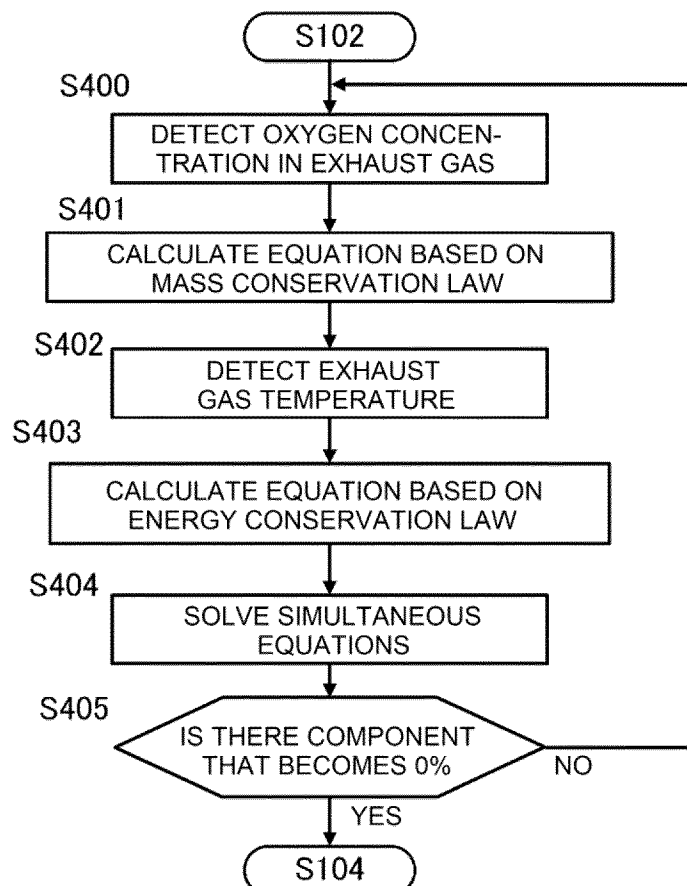 S102
S400
DETECT OXYGEN CONCEN-
TRATION IN EXHAUST GAS
S401
CALCULATE EQUATION BASED ON
MASS CONSERVATION LAW
S402
DETECT EXHAUST
GAS TEMPERATURE
S403
CALCULATE EQUATION BASED ON
ENERGY CONSERVATION LAW
S404
SOLVE SIMULTANEOUS
EQUATIONS
S405
IS THERE COMPONENT
THAT BECOMES 0%
NO
YES
S104